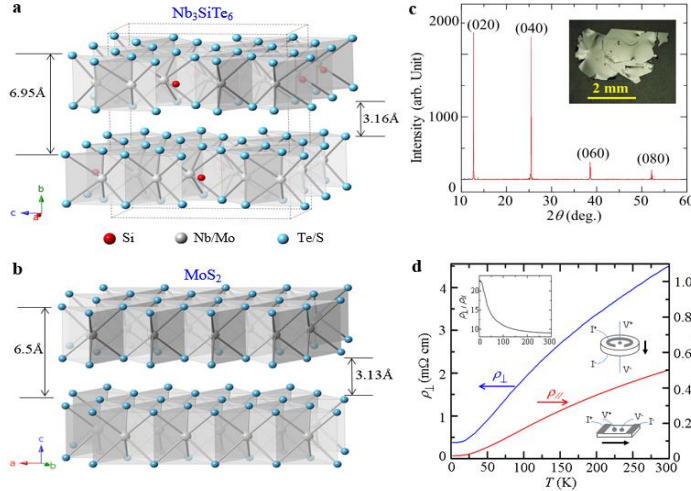 a
Nb₃SiTe₆
6.95Å
3.16Å
b
c
a
Si
Nb/Mo
Te/S
b
MoS₂
6.5Å
3.13Å
c
a
b
c
Intensity (arb. Unit)
2000
1000
0
(020)
(040)
(060)
(080)
2 mm
10
20
30
40
50
60
2θ (deg.)
d
ρ⊥ (mΩ cm)
4
3
2
1
0
20
15
10
ρ⊥/ρ∥
0
100
200
300
ρ⊥
ρ//
I⁺
V⁺
I⁻
V⁻
I⁺
V⁺
V⁻
I⁻
1.0
0.8
0.6
0.4
0.2
0.0
0
50
100
150
200
250
300
T (K)